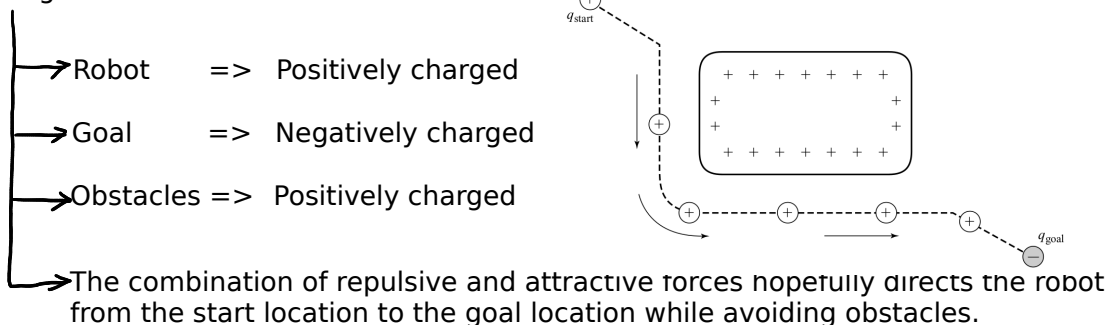 q_start
Robot => Positively charged
Goal => Negatively charged
Obstacles => Positively charged
+ + + + + + +
+ +
+ +
+ + + + + + +
q_goal
The combination of repulsive and attractive forces hopefully directs the robot
from the start location to the goal location while avoiding obstacles.